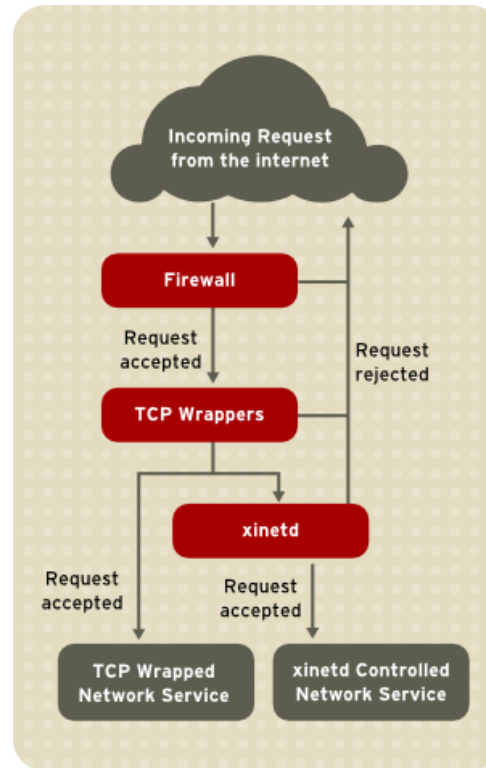 Incoming Request
from the internet
Firewall
Request
accepted
Request
rejected
TCP Wrappers
xinetd
Request
accepted
Request
accepted
TCP Wrapped
Network Service
xinetd Controlled
Network Service